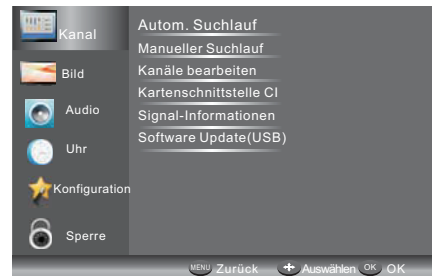 Kanal
Bild
Audio
Uhr
Konfiguration
Sperre
Autom. Suchlauf
Manueller Suchlauf
Kanäle bearbeiten
Kartenschnittstelle CI
Signal-Informationen
Software Update(USB)
MENU Zurück Auswählen OK OK